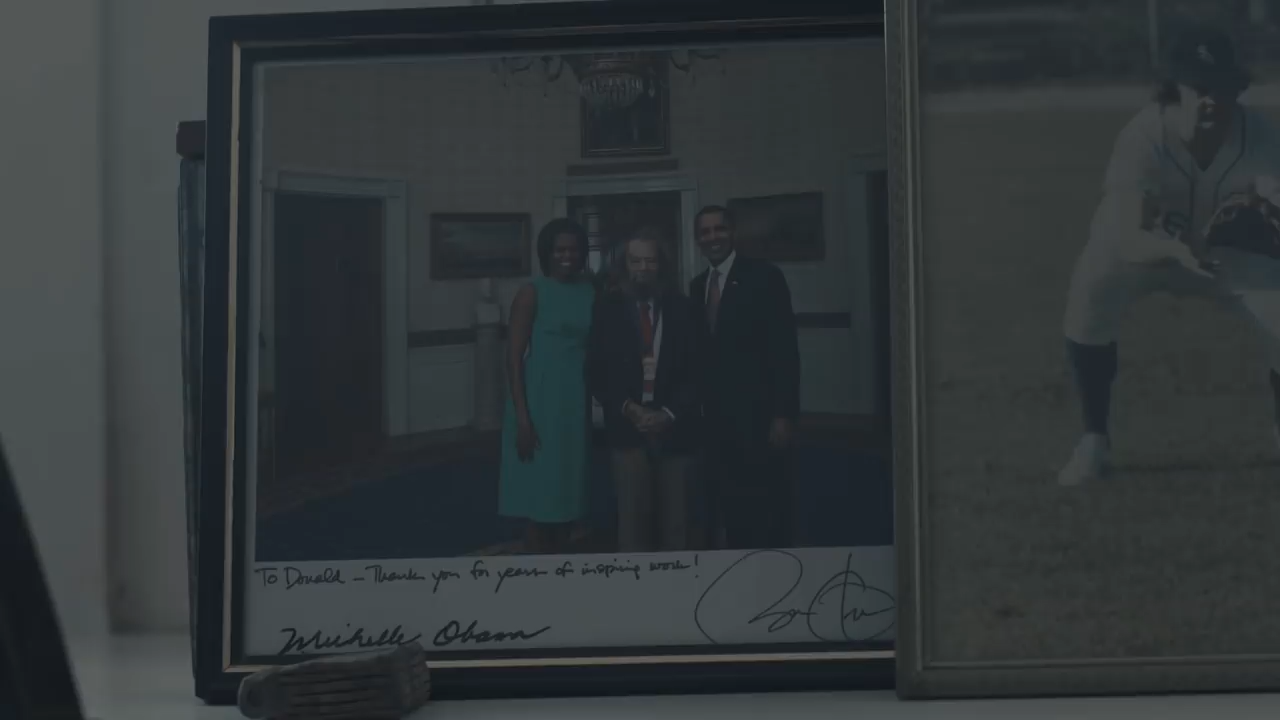 To Donald - Thank you for years of inspiring work!
Michelle Obama